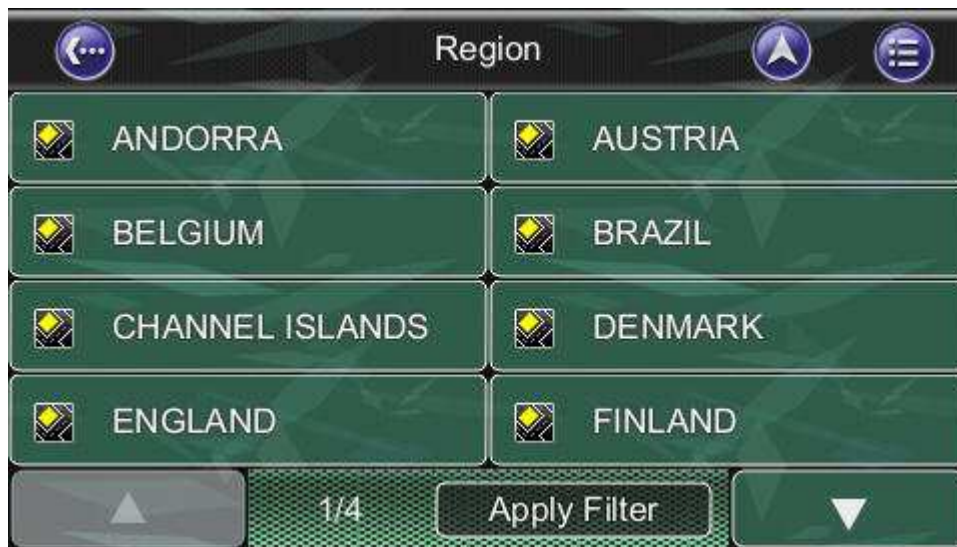 Region
ANDORRA
AUSTRIA
BELGIUM
BRAZIL
CHANNEL ISLANDS
DENMARK
ENGLAND
FINLAND
1/4
Apply Filter